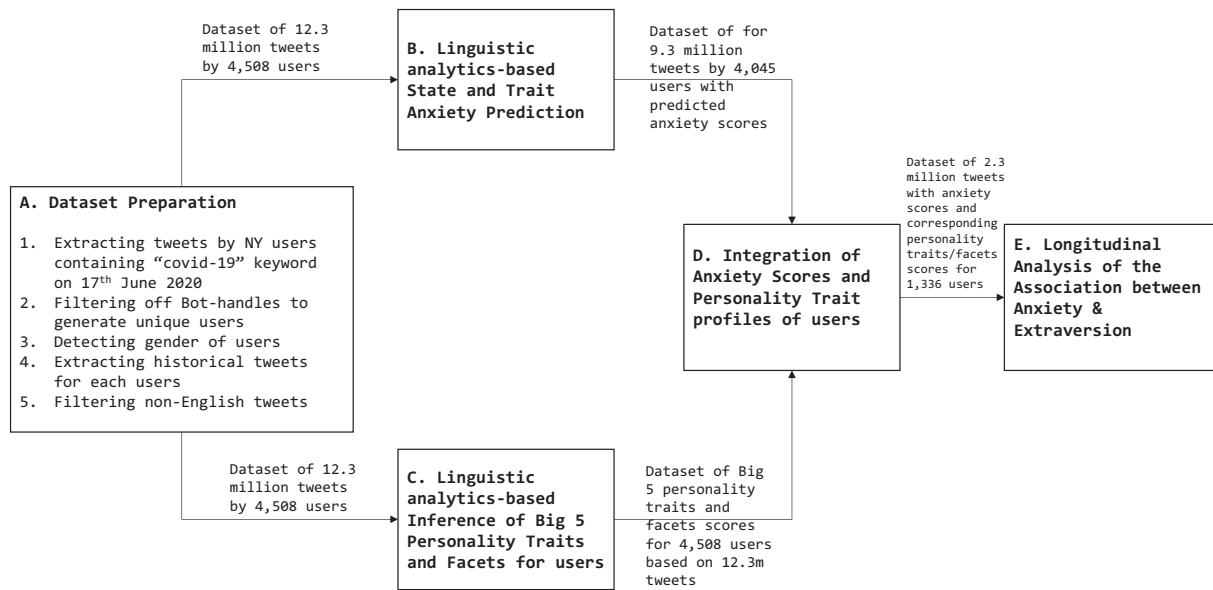 Dataset of 12.3
million tweets
by 4,508 users
B. Linguistic
analytics-based
State and Trait
Anxiety Prediction
Dataset of for
9.3 million
tweets by 4,045
users with
predicted
anxiety scores
A. Dataset Preparation
1. Extracting tweets by NY users
containing “covid-19” keyword
on 17th June 2020
2. Filtering off Bot-handles to
generate unique users
3. Detecting gender of users
4. Extracting historical tweets
for each users
5. Filtering non-English tweets
D. Integration of
Anxiety Scores and
Personality Trait
profiles of users
Dataset of 2.3
million tweets
with anxiety
scores and
corresponding
personality
traits/facets
scores for
1,336 users
E. Longitudinal
Analysis of the
Association between
Anxiety &
Extraversion
Dataset of 12.3
million tweets
by 4,508 users
C. Linguistic
analytics-based
Inference of Big 5
Personality Traits
and Facets for users
Dataset of Big
5 personality
traits and
facets scores
for 4,508 users
based on 12.3m
tweets